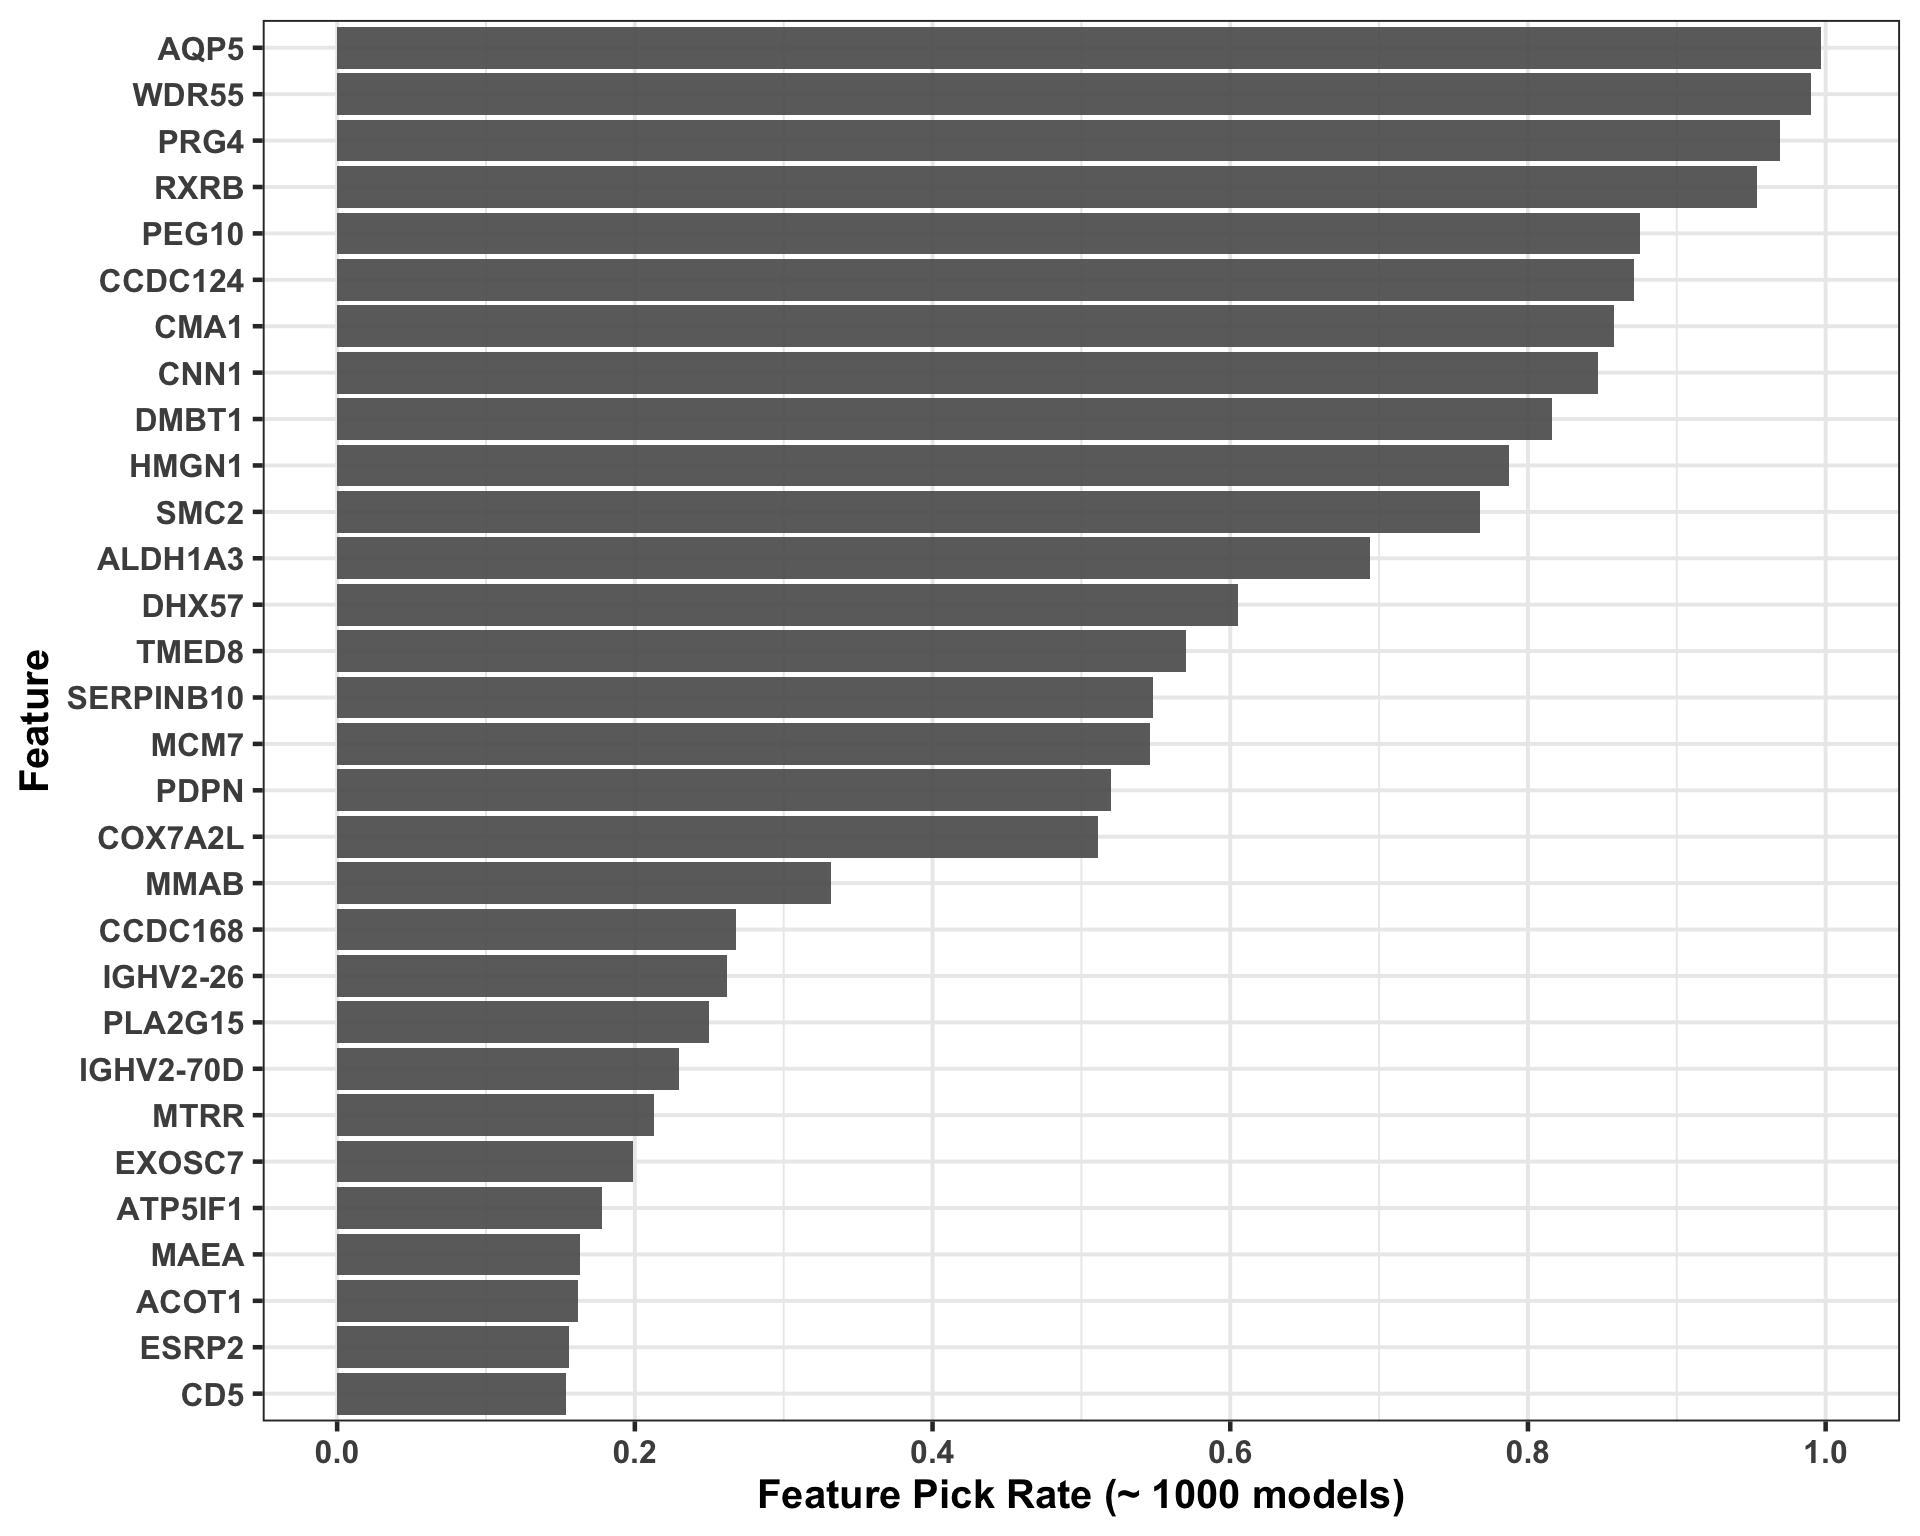 AQP5
WDR55
PRG4
RXRB
PEG10
CCDC124
CMA1
CNN1
DMBT1
HMGN1
SMC2
ALDH1A3
DHX57
TMED8
SERPINB10
MCM7
PDPN
COX7A2L
MMAB
CCDC168
IGHV2-26
PLA2G15
IGHV2-70D
MTRR
EXOSC7
ATP5IF1
MAEA
ACOT1
ESRP2
CD5
Feature
0.0 0.2 0.4 0.6 0.8 1.0
Feature Pick Rate (~ 1000 models)